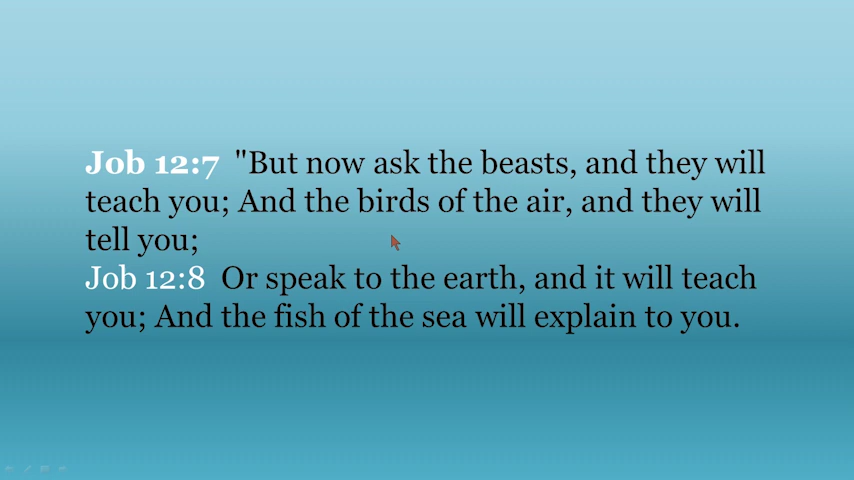 Job 12:7  "But now ask the beasts, and they will
teach you; And the birds of the air, and they will
tell you;
Job 12:8  Or speak to the earth, and it will teach
you; And the fish of the sea will explain to you.